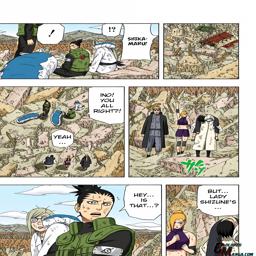 !?
SHIKA-
MARU!
!
INO!
YOU
ALL
RIGHT?!
YEAH
...
BUT...
LADY
SHIZUNE'S
...
HEY...
IS
THAT...?